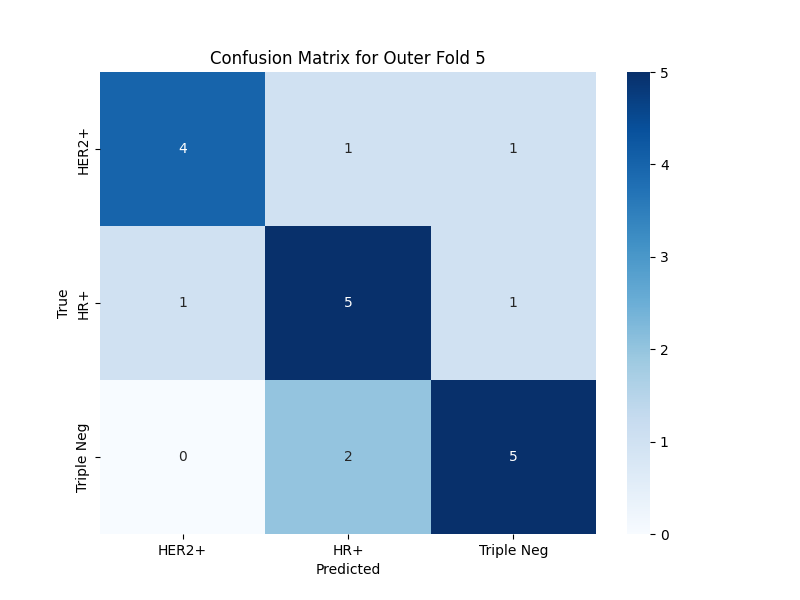 Confusion Matrix for Outer Fold 5
True
HER2+
4 1 1
HR+
1 5 1
Triple Neg
0 2 5
HER2+ HR+ Triple Neg
Predicted
5
4
3
2
1
0